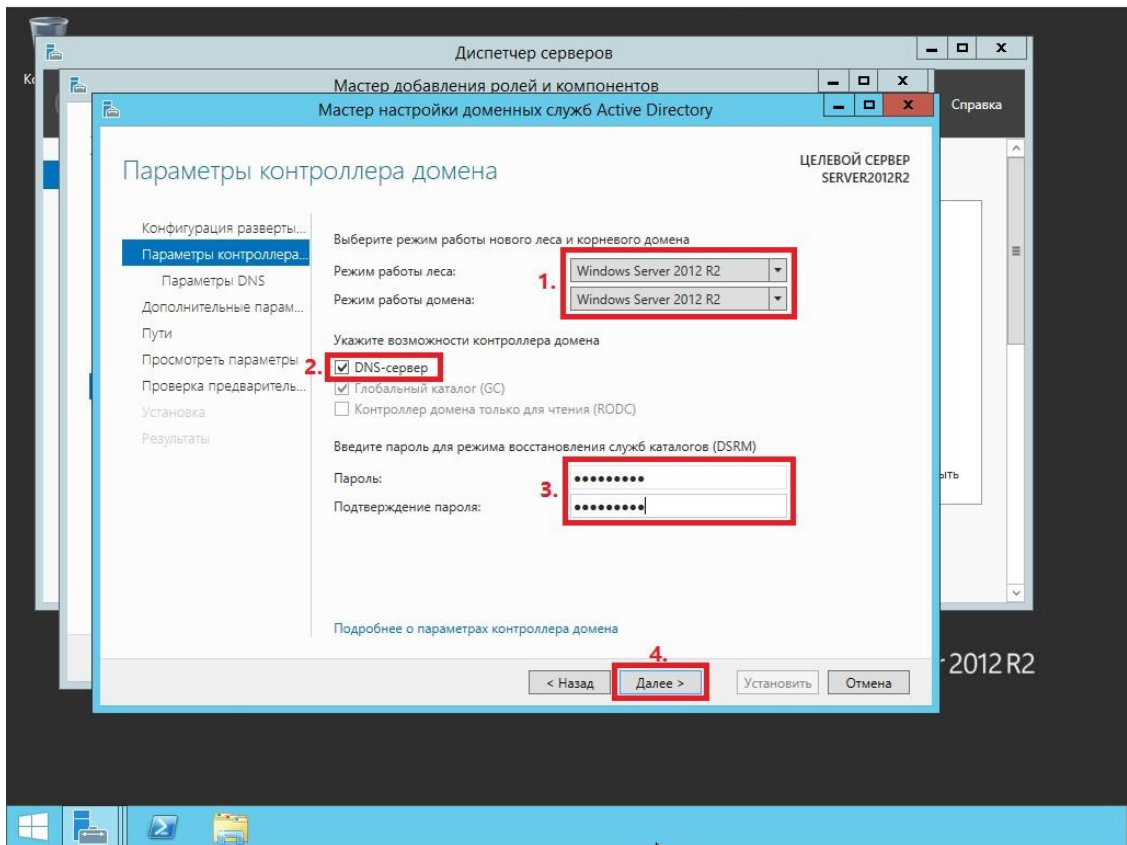 Диспетчер серверов
Мастер добавления ролей и компонентов
Мастер настройки доменных служб Active Directory
Справка
Параметры контроллера домена
ЦЕЛЕВОЙ СЕРВЕР
SERVER2012R2
Конфигурация разверты...
Параметры контроллера...
Параметры DNS
Дополнительные парам...
Пути
Просмотреть параметры
Проверка предваритель...
Установка
Результаты
Выберите режим работы нового леса и корневого домена
1.
Режим работы леса: Windows Server 2012 R2
Режим работы домена: Windows Server 2012 R2
Укажите возможности контроллера домена
2. DNS-сервер
Глобальный каталог (GC)
Контроллер домена только для чтения (RODC)
Введите пароль для режима восстановления служб каталогов (DSRM)
3.
Пароль: •••••••••
Подтверждение пароля: •••••••••
Подробнее о параметрах контроллера домена
4.
< Назад Далее > Установить Отмена
2012 R2